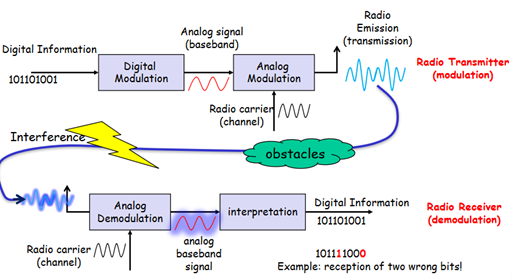 Radio
Emission
(transmission)
Analog signal
(baseband)
Digital Information
101101001
Digital
Modulation
Analog
Modulation
Radio Transmitter
(modulation)
Radio carrier
(channel)
Interference
obstacles
Analog
Demodulation
interpretation
Digital Information
101101001
Radio Receiver
(demodulation)
Radio carrier
(channel)
analog
baseband
signal
101111000
Example: reception of two wrong bits!